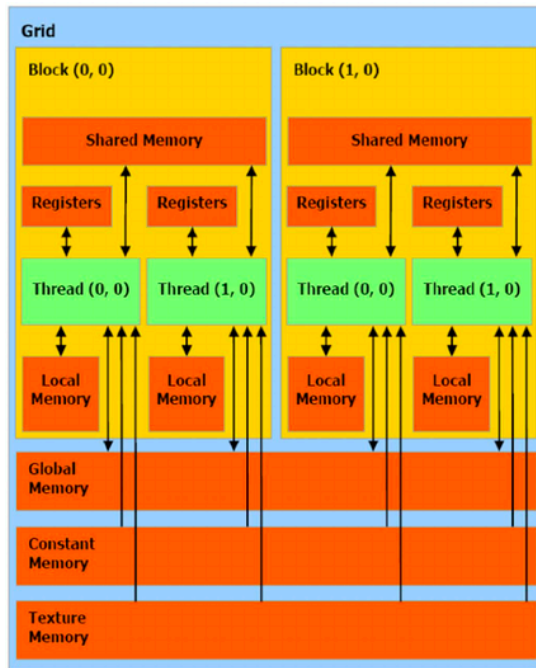 Grid
Block (0, 0)
Shared Memory
Registers
Registers
Thread (0, 0)
Thread (1, 0)
Local
Memory
Local
Memory
Block (1, 0)
Shared Memory
Registers
Registers
Thread (0, 0)
Thread (1, 0)
Local
Memory
Local
Memory
Global
Memory
Constant
Memory
Texture
Memory